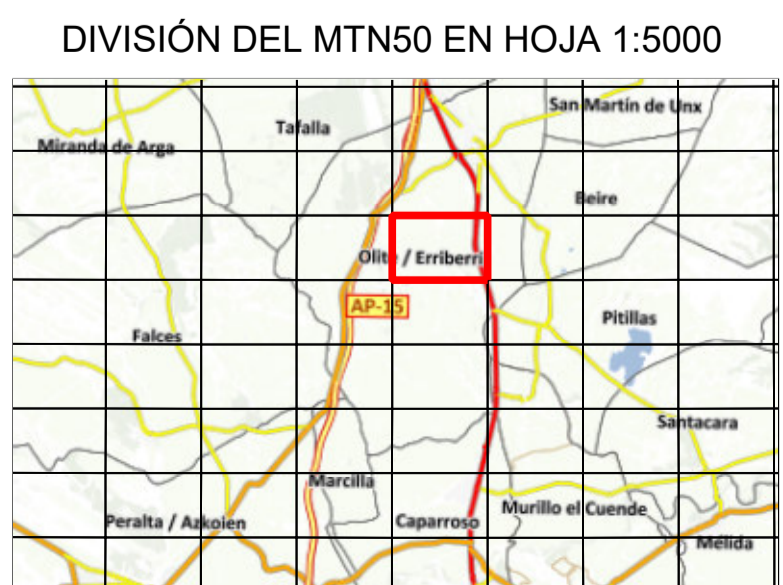 DIVISIÓN DEL MTN50 EN HOJA 1:5000
San Martín de Unx
Tafalla
Miranda de Arga
Beire
Olite / Erriberri
AP-15
Pitillas
Falces
Santacara
Marcilla
Murillo el Cuende
Peralta / Azkoien
Caparroso
Mélida